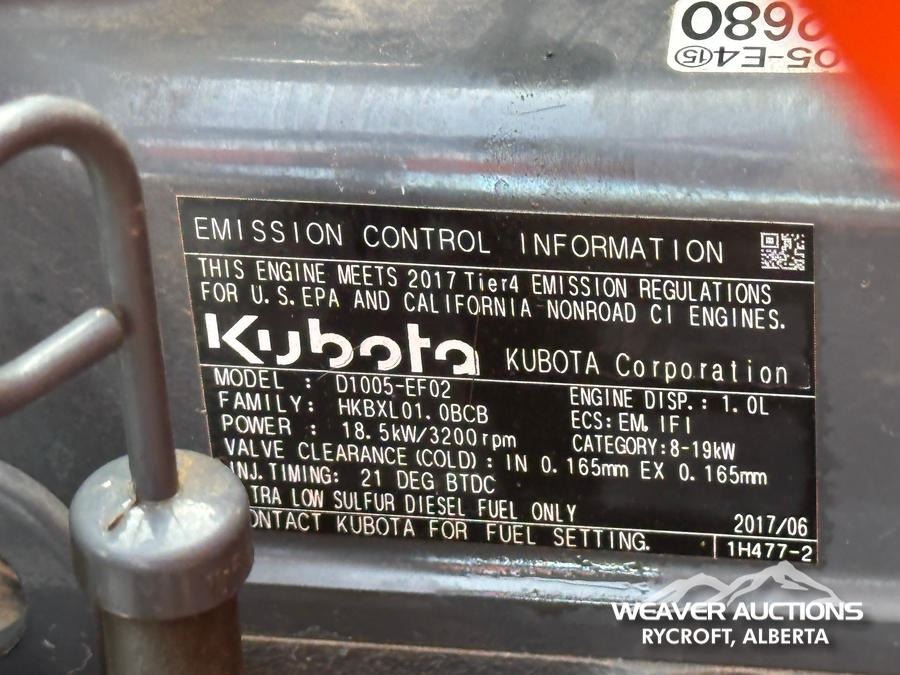 2680
05-E4⑮
EMISSION CONTROL INFORMATION
THIS ENGINE MEETS 2017 Tier4 EMISSION REGULATIONS
FOR U.S.EPA AND CALIFORNIA NONROAD CI ENGINES.
Kubota KUBOTA Corporation
MODEL : D1005-EF02
ENGINE DISP.: 1.0L
FAMILY: HKBXL01.0BCB
ECS:EM,IFI
POWER : 18.5kW/3200rpm
CATEGORY:8-19kW
VALVE CLEARANCE(COLD): IN 0.165mm EX 0.165mm
INJ.TIMING: 21 DEG BTDC
TRA LOW SULFUR DIESEL FUEL ONLY
2017/06
ONTACT KUBOTA FOR FUEL SETTING.
1H477-2
WEAVER AUCTIONS
RYCROFT, ALBERTA